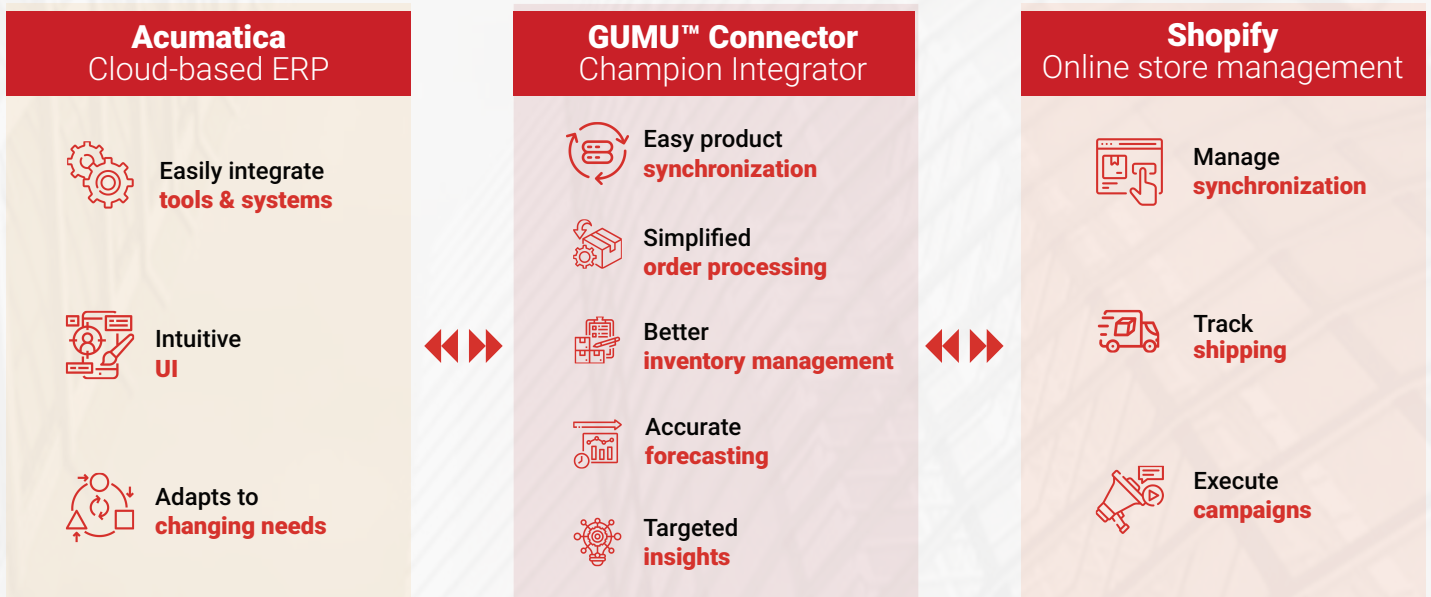 Acumatica
Cloud-based ERP
Easily integrate
tools & systems
Intuitive
UI
Adapts to
changing needs
GUMU™ Connector
Champion Integrator
Easy product
synchronization
Simplified
order processing
Better
inventory management
Accurate
forecasting
Targeted
insights
Shopify
Online store management
Manage
synchronization
Track
shipping
Execute
campaigns